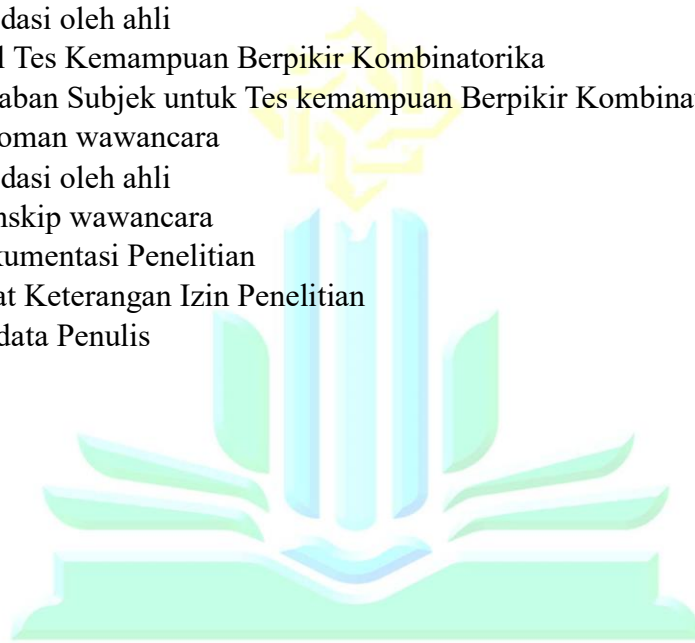 dasi oleh ahli
l Tes Kemampuan Berpikir Kombinatorika
aban Subjek untuk Tes kemampuan Berpikir Kombina
oman wawancara
dasi oleh ahli
nskip wawancara
kumentasi Penelitian
at Keterangan Izin Penelitian
data Penulis